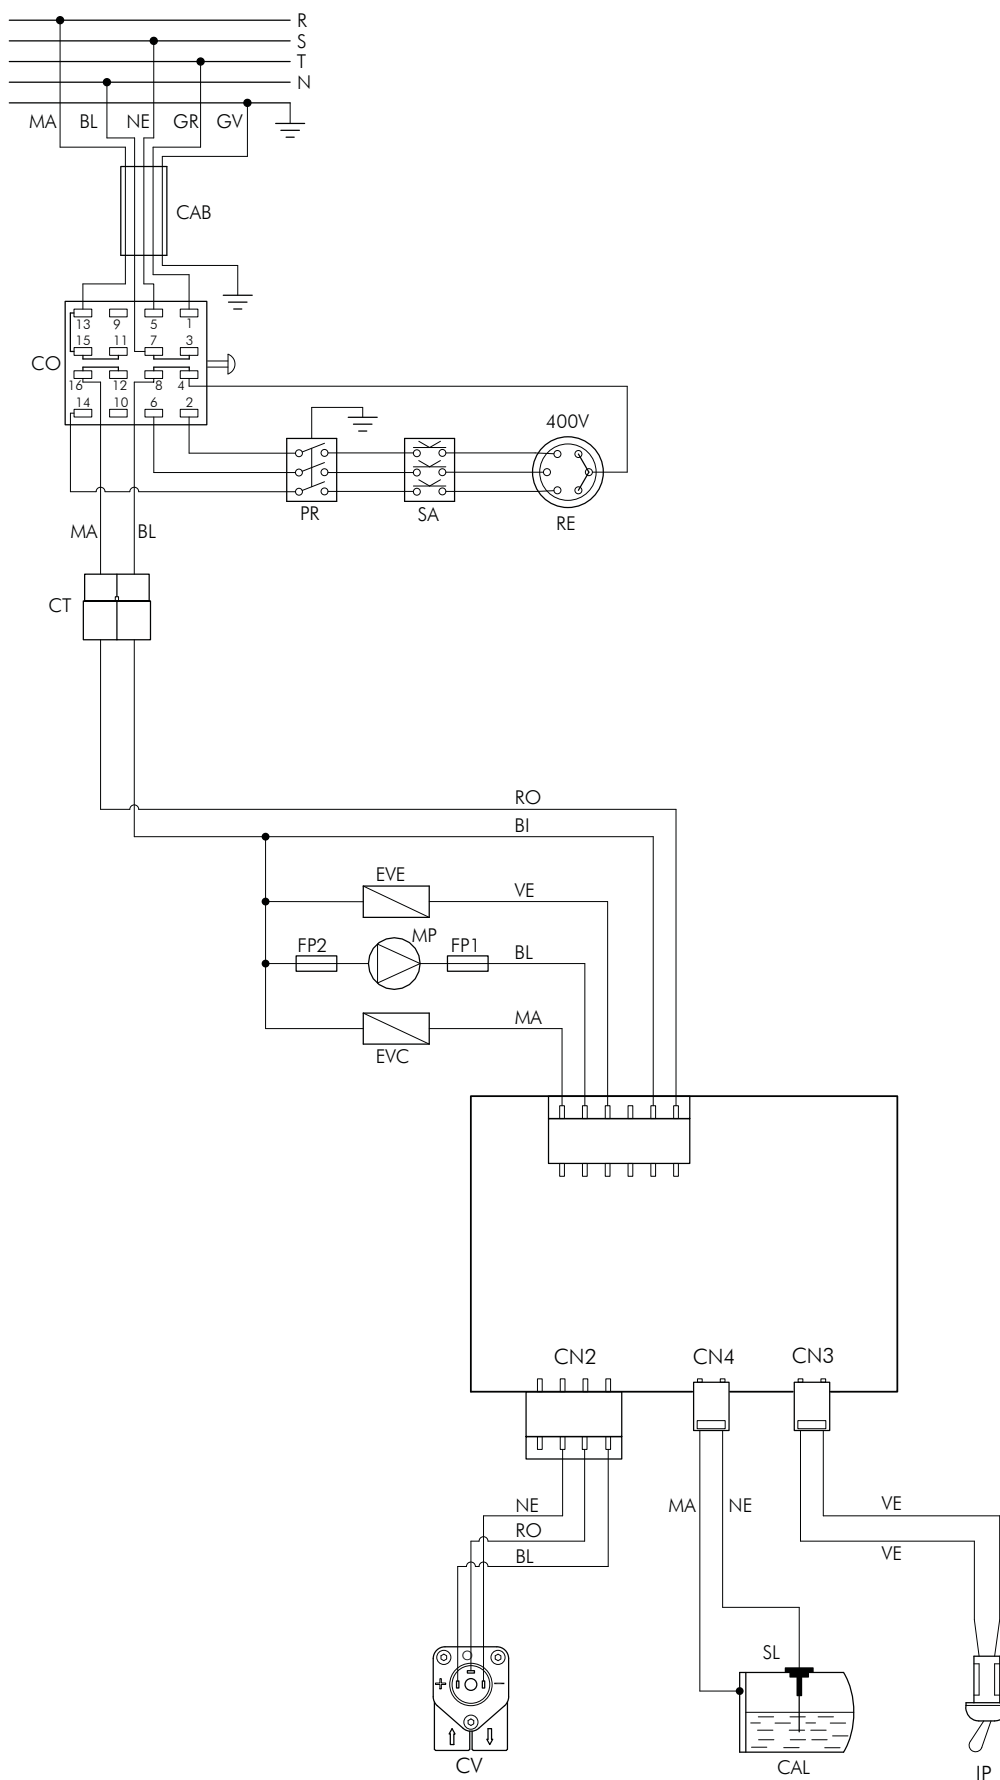 R
S
T
N
MA BL NE GR GV
CAB
13 9 5 1
15 11 7 3
CO
16 12 8 4
14 10 6 2
400V
PR SA RE
MA BL
CT
RO
BI
EVE VE
FP2 MP FP1 BL
MA
EVC
CN2 CN4 CN3
NE MA NE VE
RO
VE
BL
SL
+ −
CV CAL IP